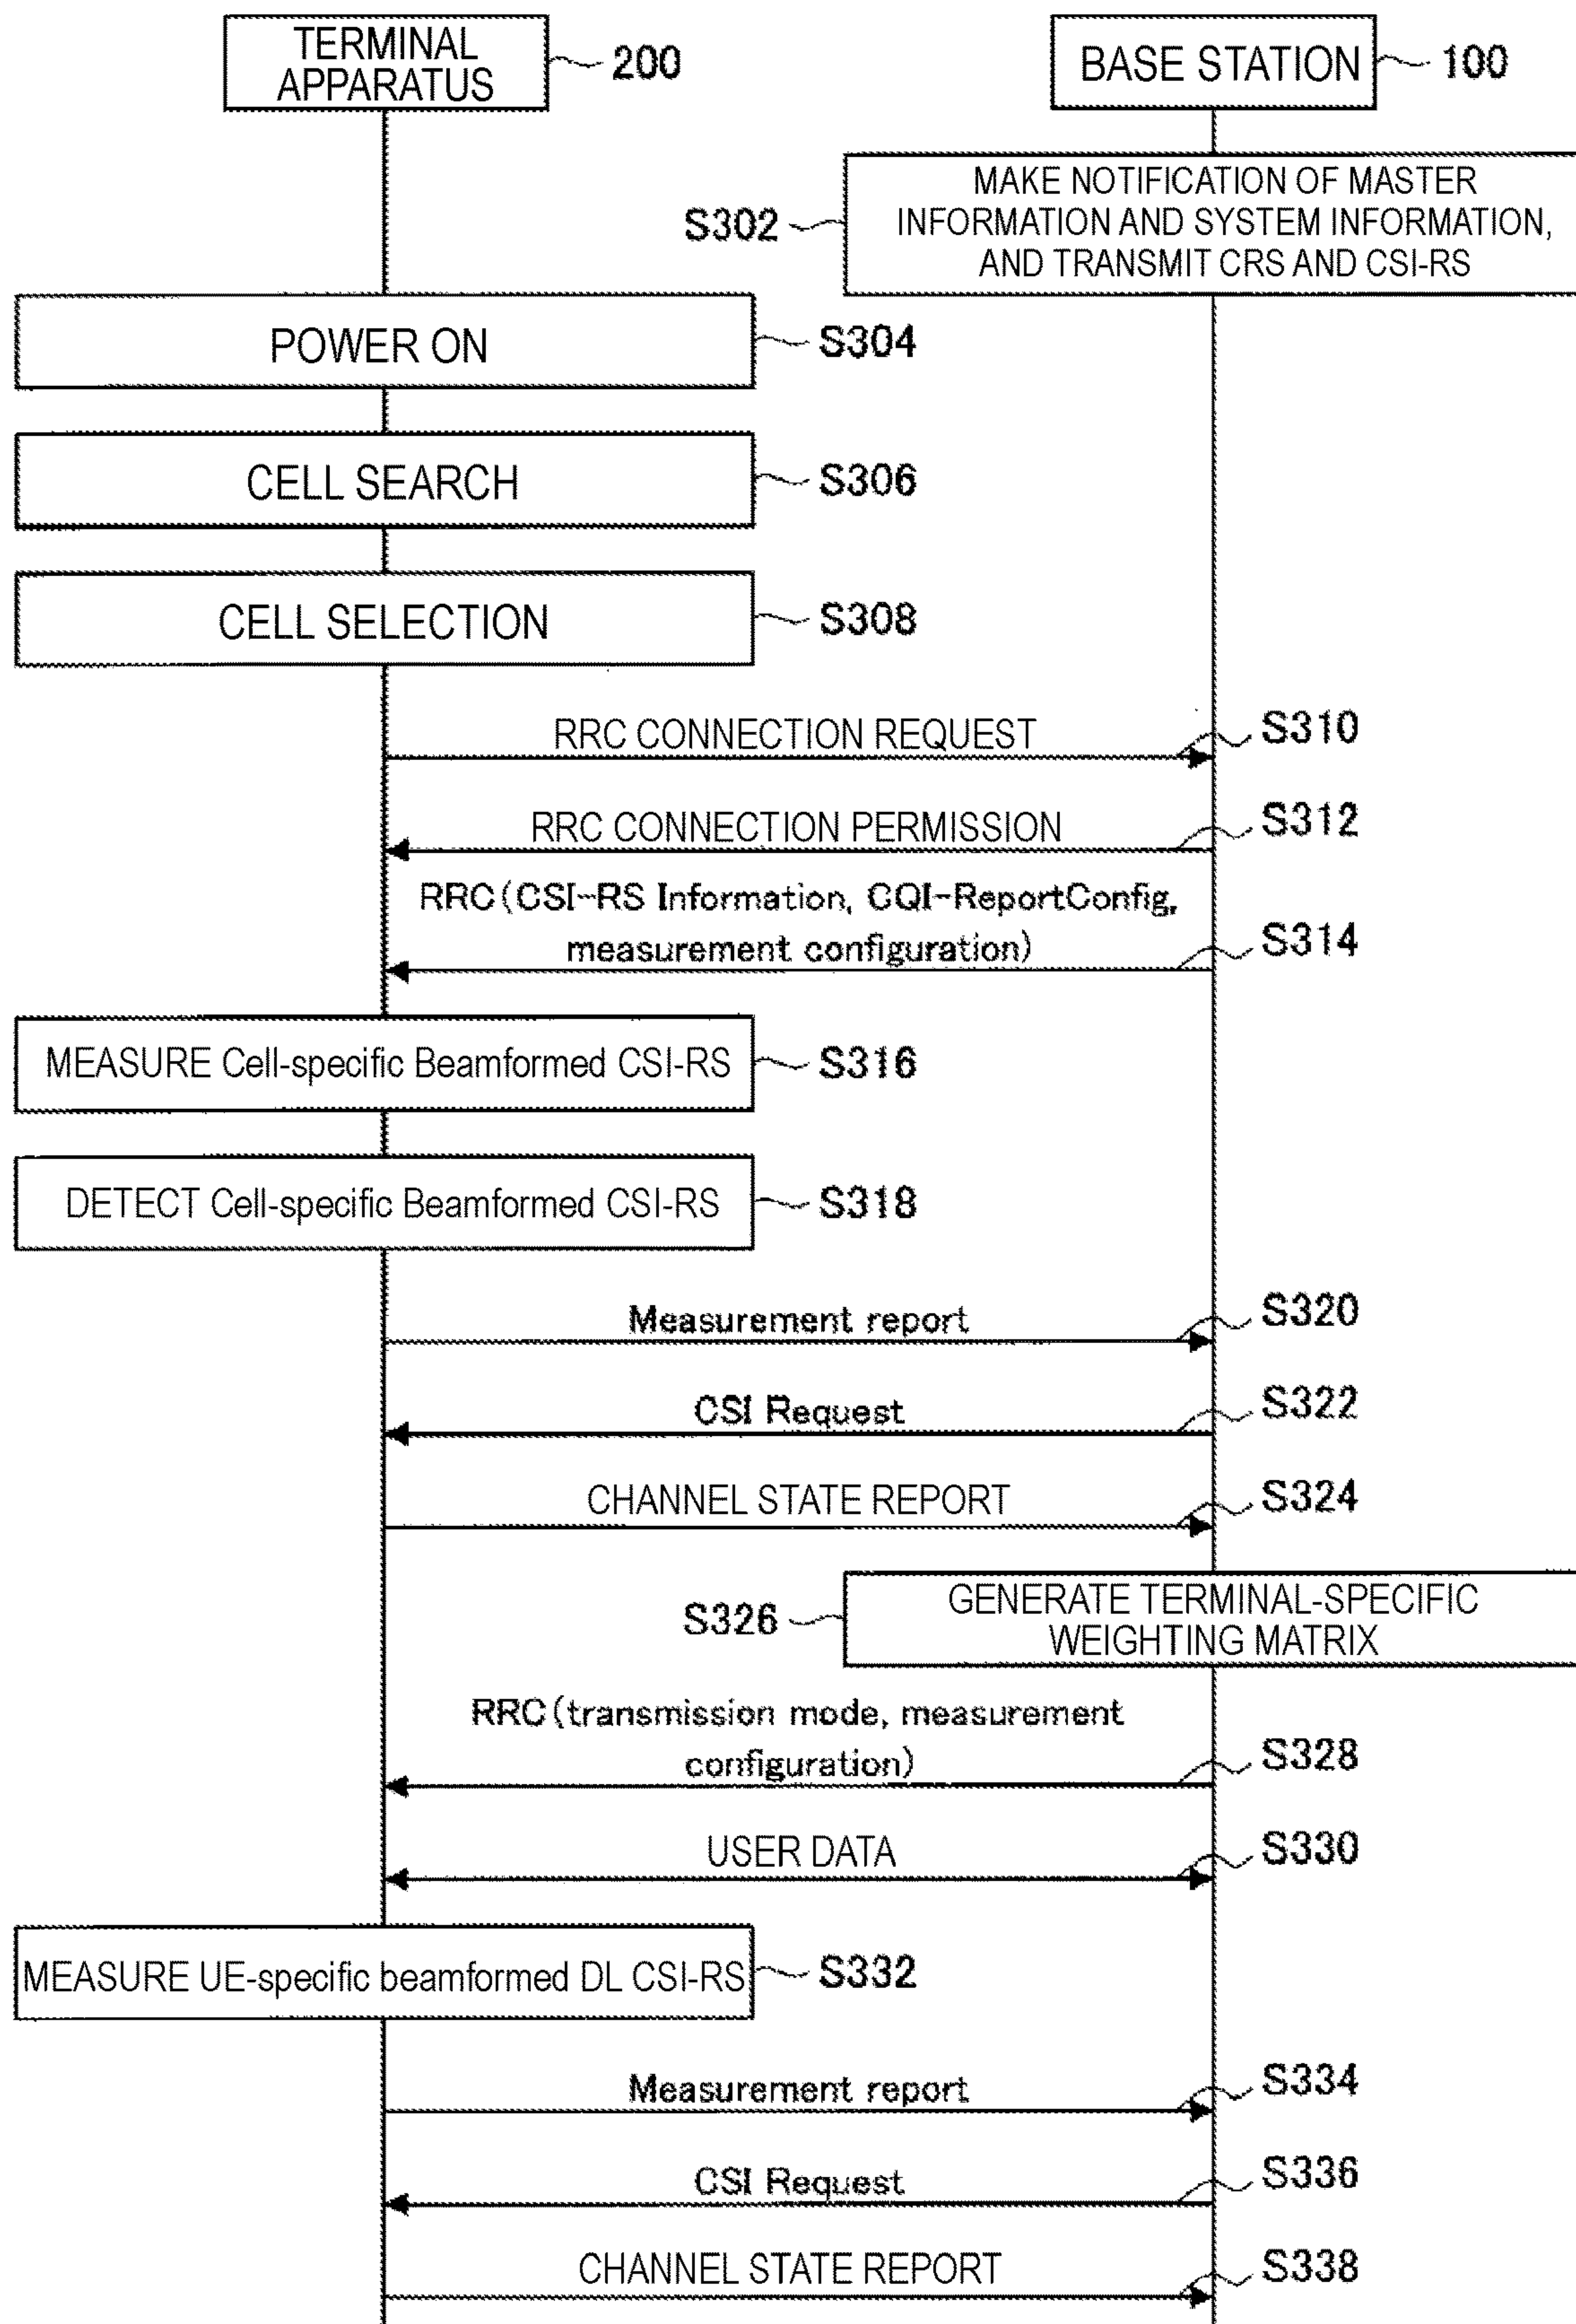 TERMINAL
APPARATUS
200
BASE STATION
100
S302
MAKE NOTIFICATION OF MASTER
INFORMATION AND SYSTEM INFORMATION,
AND TRANSMIT CRS AND CSI-RS
POWER ON
S304
CELL SEARCH
S306
CELL SELECTION
S308
RRC CONNECTION REQUEST
S310
RRC CONNECTION PERMISSION
S312
RRC(CSI-RS Information, CQI-ReportConfig,
measurement configuration)
S314
MEASURE Cell-specific Beamformed CSI-RS
S316
DETECT Cell-specific Beamformed CSI-RS
S318
Measurement report
S320
CSI Request
S322
CHANNEL STATE REPORT
S324
S326
GENERATE TERMINAL-SPECIFIC
WEIGHTING MATRIX
RRC(transmission mode, measurement
configuration)
S328
USER DATA
S330
MEASURE UE-specific beamformed DL CSI-RS
S332
Measurement report
S334
CSI Request
S336
CHANNEL STATE REPORT
S338